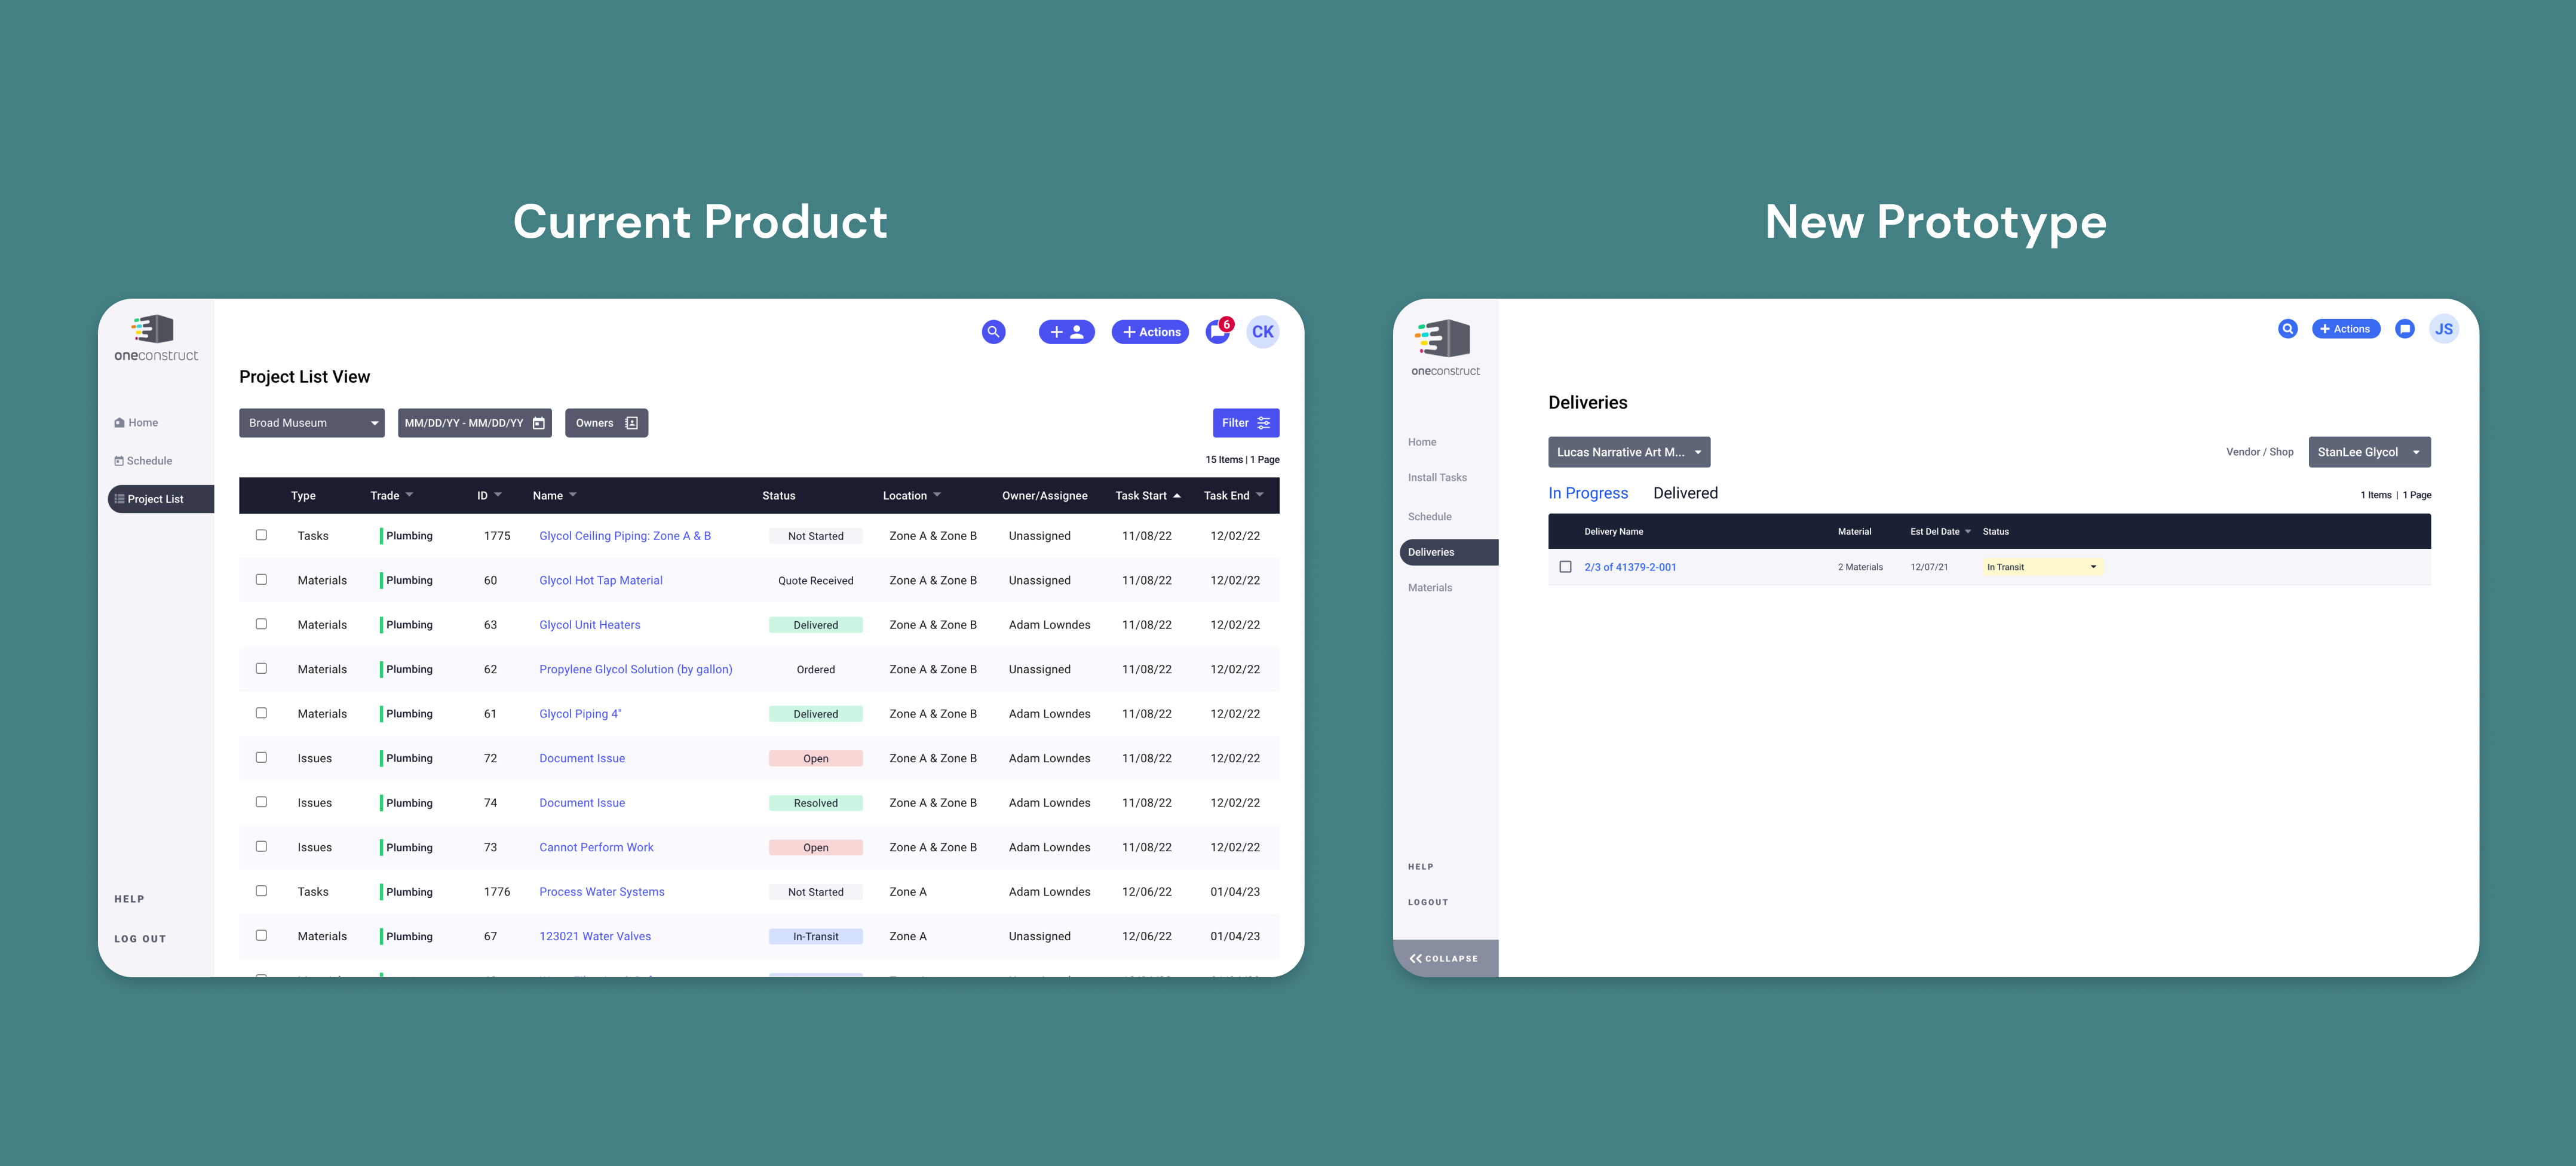 Current Product
oneconstruct
Home
Schedule
Project List
HELP
LOG OUT
+ Actions
6
CK
Project List View
Broad Museum
MM/DD/YY - MM/DD/YY
Owners
Filter
15 Items | 1 Page
Type Trade ID Name Status Location Owner/Assignee Task Start Task End
Tasks Plumbing 1775 Glycol Ceiling Piping: Zone A & B Not Started Zone A & Zone B Unassigned 11/08/22 12/02/22
Materials Plumbing 60 Glycol Hot Tap Material Quote Received Zone A & Zone B Unassigned 11/08/22 12/02/22
Materials Plumbing 63 Glycol Unit Heaters Delivered Zone A & Zone B Adam Lowndes 11/08/22 12/02/22
Materials Plumbing 62 Propylene Glycol Solution (by gallon) Ordered Zone A & Zone B Unassigned 11/08/22 12/02/22
Materials Plumbing 61 Glycol Piping 4" Delivered Zone A & Zone B Adam Lowndes 11/08/22 12/02/22
Issues Plumbing 72 Document Issue Open Zone A & Zone B Adam Lowndes 11/08/22 12/02/22
Issues Plumbing 74 Document Issue Resolved Zone A & Zone B Adam Lowndes 11/08/22 12/02/22
Issues Plumbing 73 Cannot Perform Work Open Zone A & Zone B Adam Lowndes 11/08/22 12/02/22
Tasks Plumbing 1776 Process Water Systems Not Started Zone A Adam Lowndes 12/06/22 01/04/23
Materials Plumbing 67 123021 Water Valves In-Transit Zone A Unassigned 12/06/22 01/04/23
New Prototype
oneconstruct
Home
Install Tasks
Schedule
Deliveries
Materials
HELP
LOGOUT
COLLAPSE
+ Actions
JS
Deliveries
Lucas Narrative Art M...
Vendor / Shop
StanLee Glycol
In Progress Delivered
1 Items | 1 Page
Delivery Name Material Est Del Date Status
2/3 of 41379-2-001 2 Materials 12/07/21 In Transit